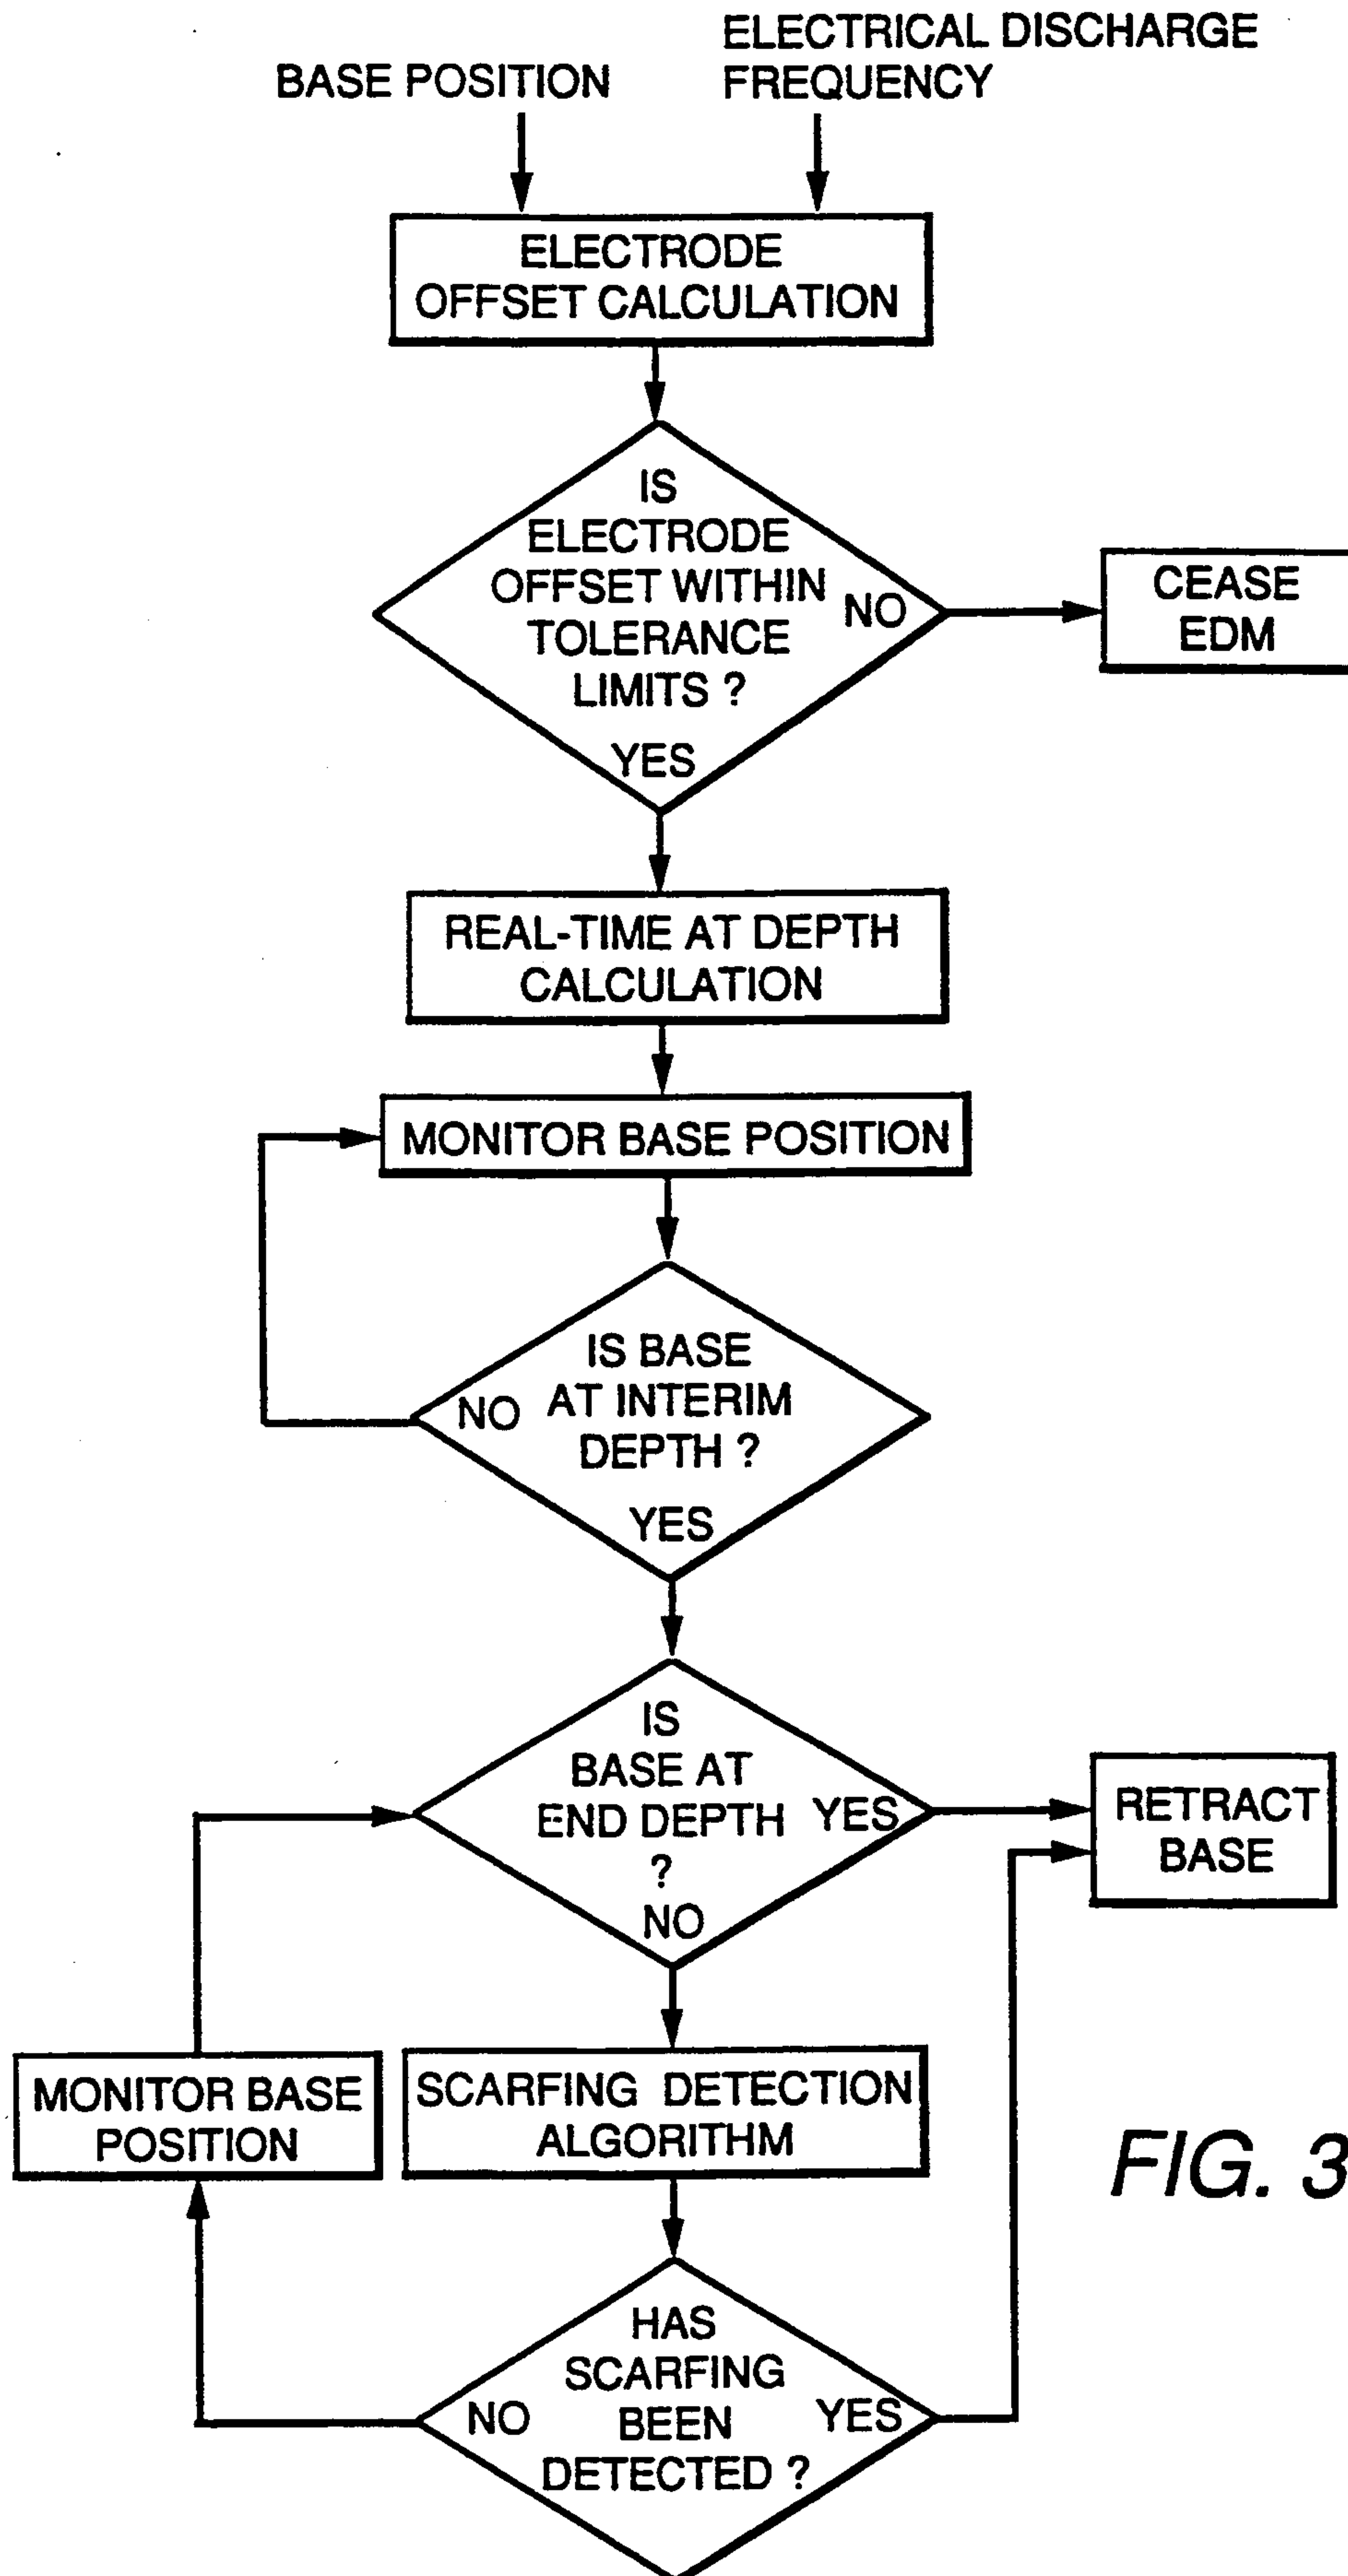 ELECTRICAL DISCHARGE
FREQUENCY
BASE POSITION
ELECTRODE
OFFSET CALCULATION
IS
ELECTRODE
OFFSET WITHIN
TOLERANCE
LIMITS ?
NO
YES
CEASE
EDM
REAL-TIME AT DEPTH
CALCULATION
MONITOR BASE POSITION
IS BASE
AT INTERIM
DEPTH ?
NO
YES
IS
BASE AT
END DEPTH
?
YES
NO
RETRACT
BASE
MONITOR BASE
POSITION
SCARFING DETECTION
ALGORITHM
FIG. 3
HAS
SCARFING
BEEN
DETECTED ?
NO
YES